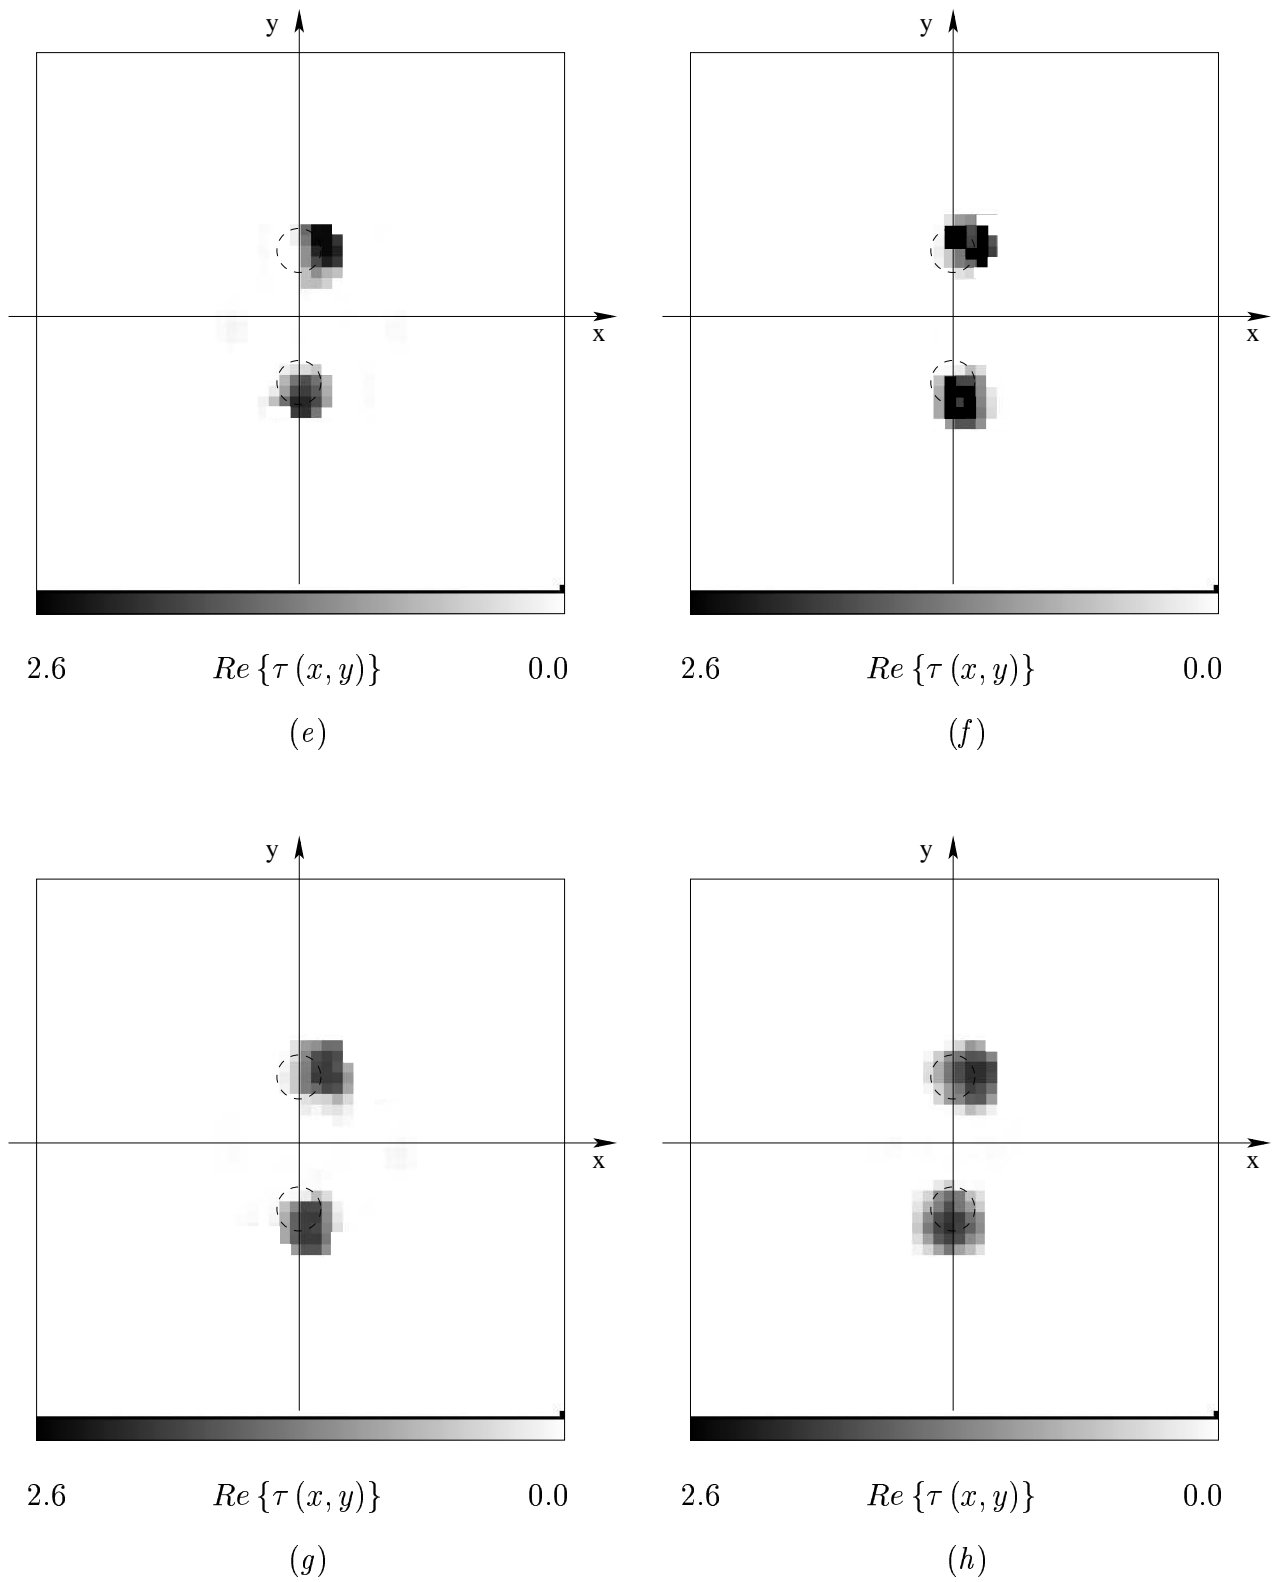 y y
x x
2.6 Re {τ (x, y)} 0.0 2.6 Re {τ (x, y)} 0.0
(e) (f)
y y
x x
2.6 Re {τ (x, y)} 0.0 2.6 Re {τ (x, y)} 0.0
(g) (h)